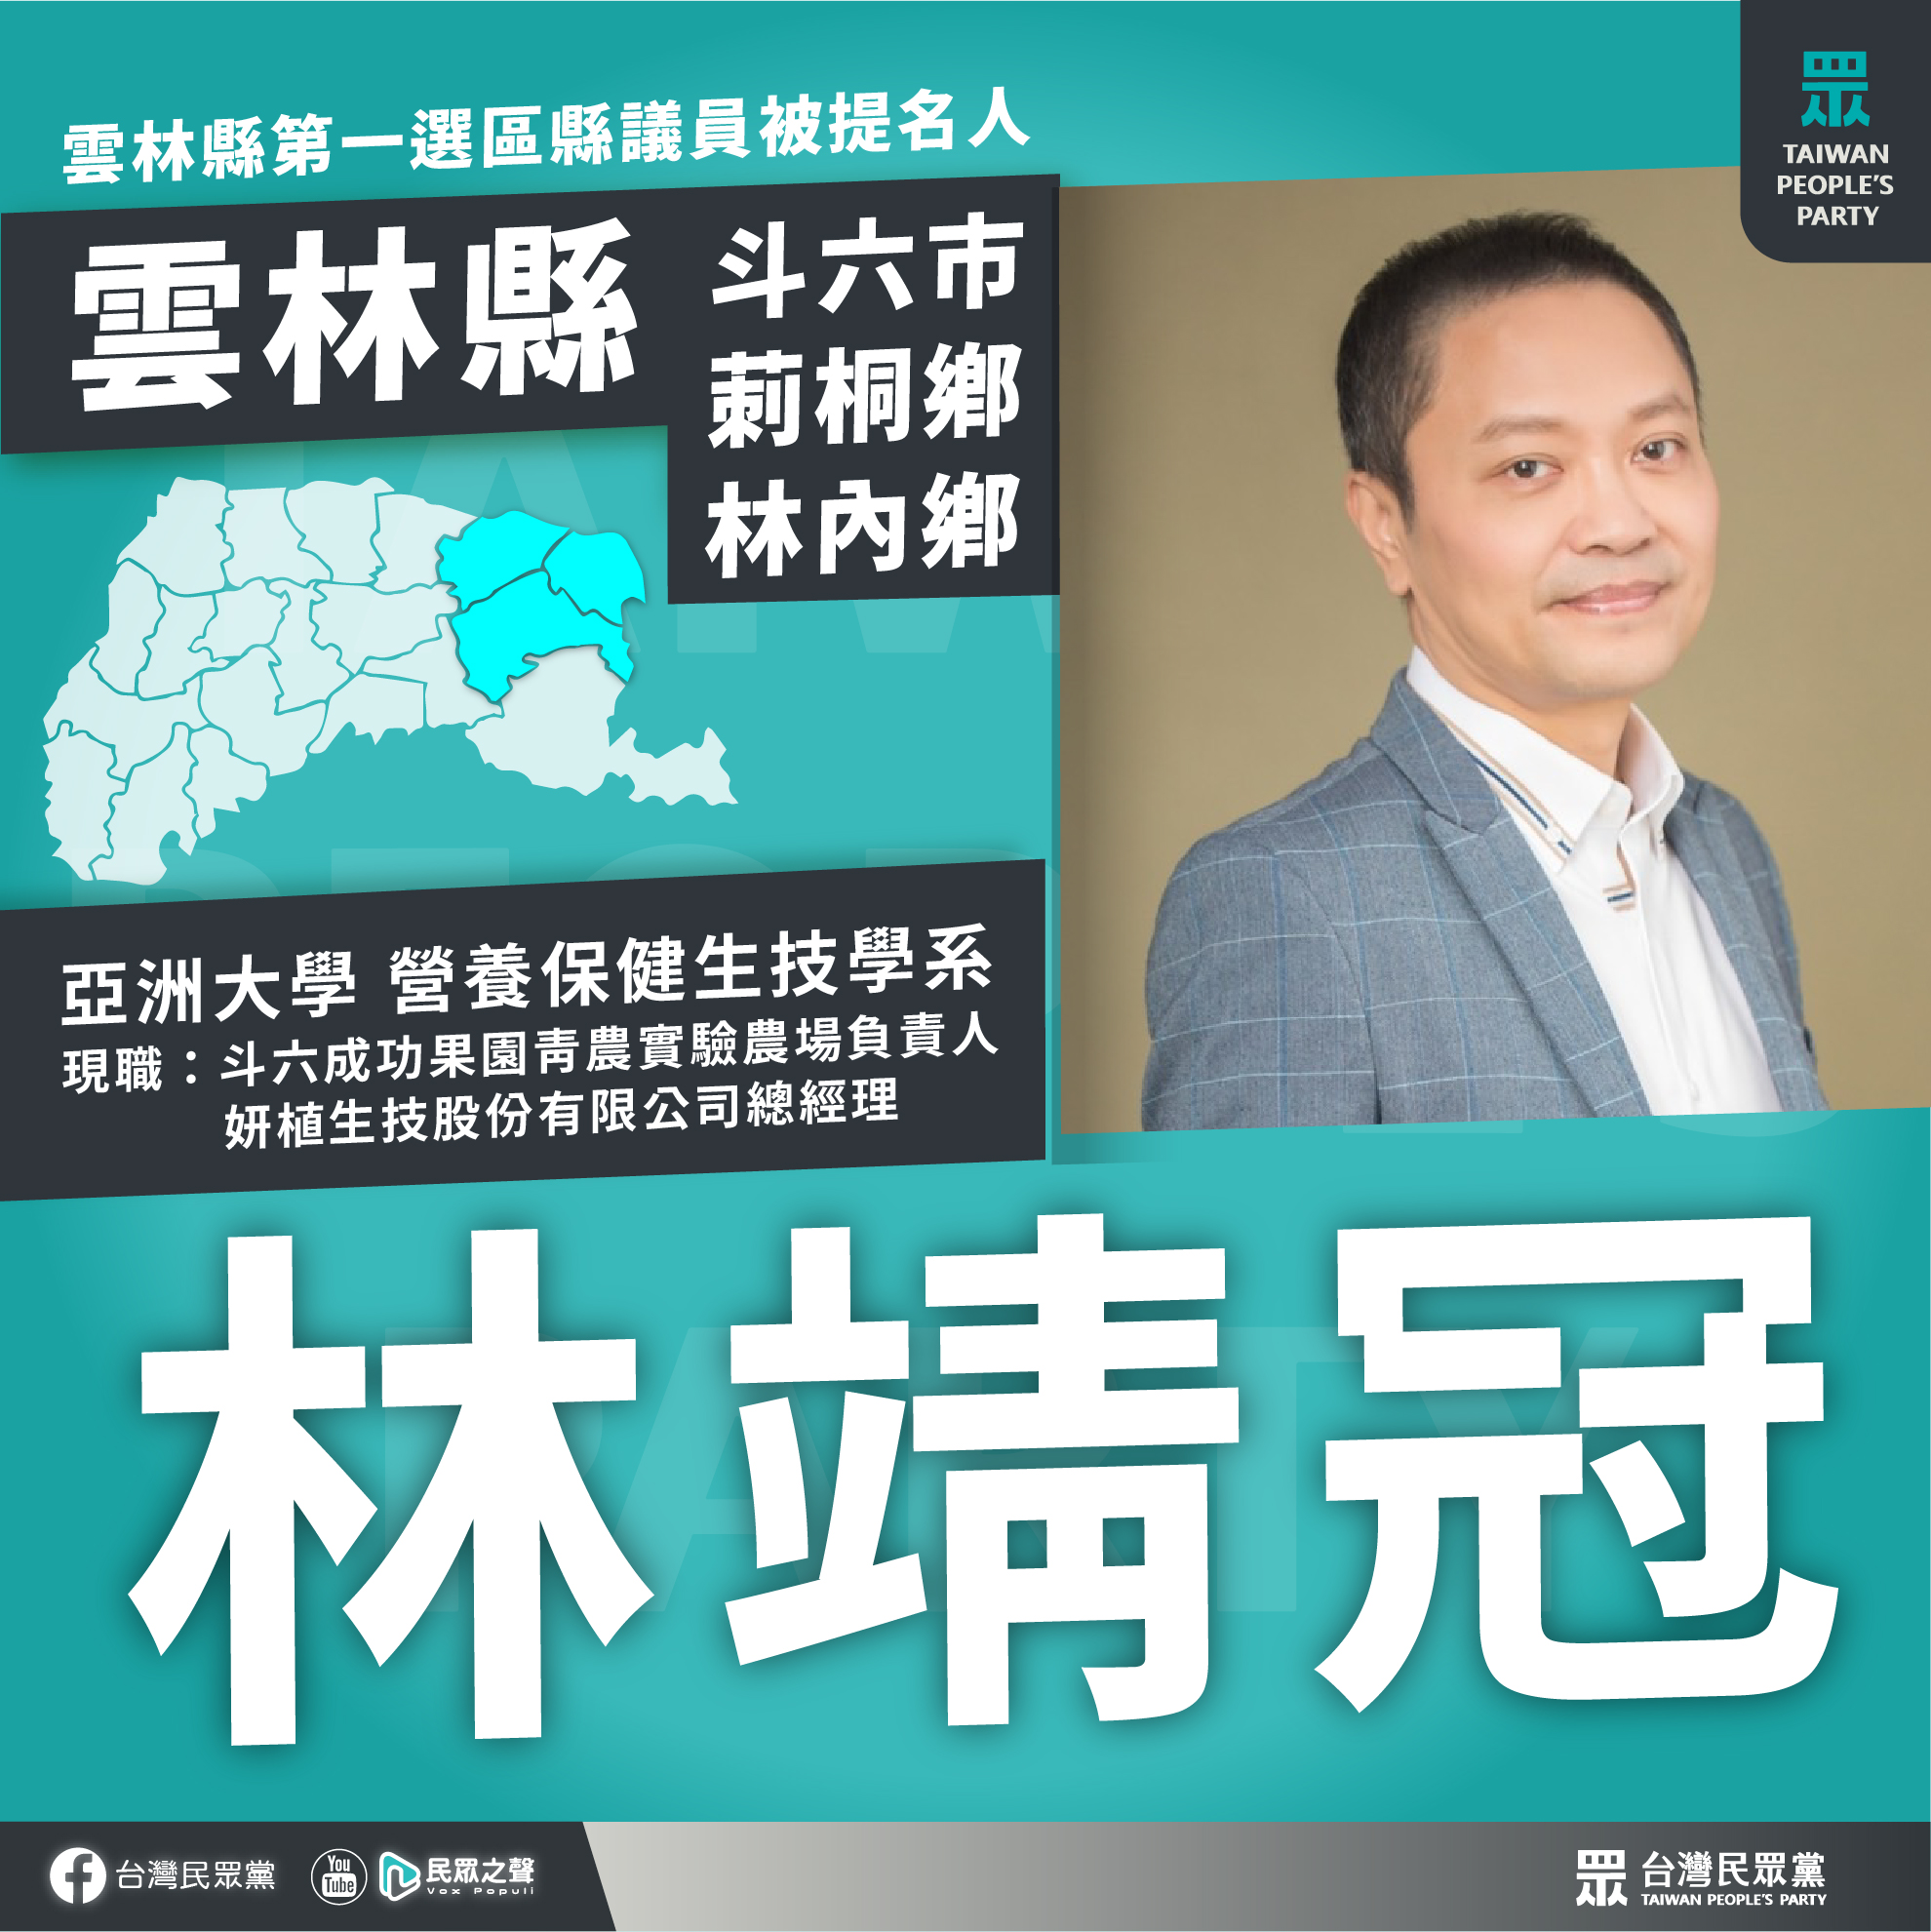 雲林縣第一選區縣議員被提名人
眾
TAIWAN
PEOPLE'S
PARTY
雲林縣
斗六市
莿桐鄉
林內鄉
亞洲大學 營養保健生技學系
現職：斗六成功果園青農實驗農場負責人
妍植生技股份有限公司總經理
林靖冠
台灣民眾黨
You
Tube
民眾之聲
Vox Populi
眾
台灣民眾黨
TAIWAN PEOPLE'S PARTY